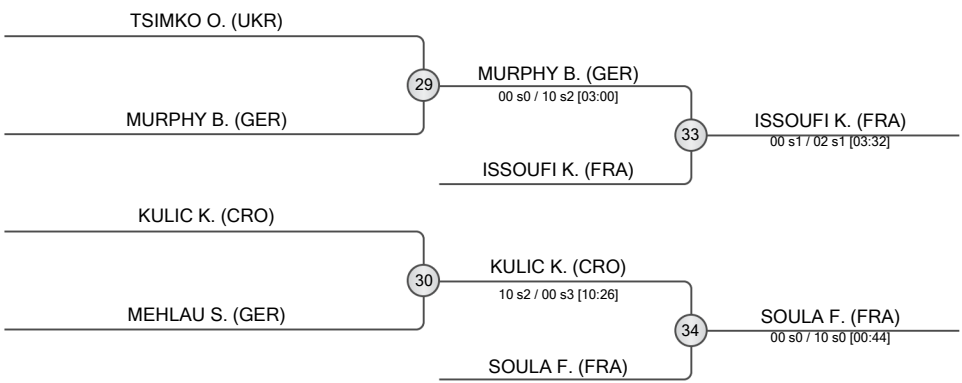 TSIMKO O. (UKR)
29
MURPHY B. (GER)
00 s0 / 10 s2 [03:00]
MURPHY B. (GER)
33
ISSOUFI K. (FRA)
00 s1 / 02 s1 [03:32]
ISSOUFI K. (FRA)
KULIC K. (CRO)
30
KULIC K. (CRO)
10 s2 / 00 s3 [10:26]
MEHLAU S. (GER)
34
SOULA F. (FRA)
00 s0 / 10 s0 [00:44]
SOULA F. (FRA)